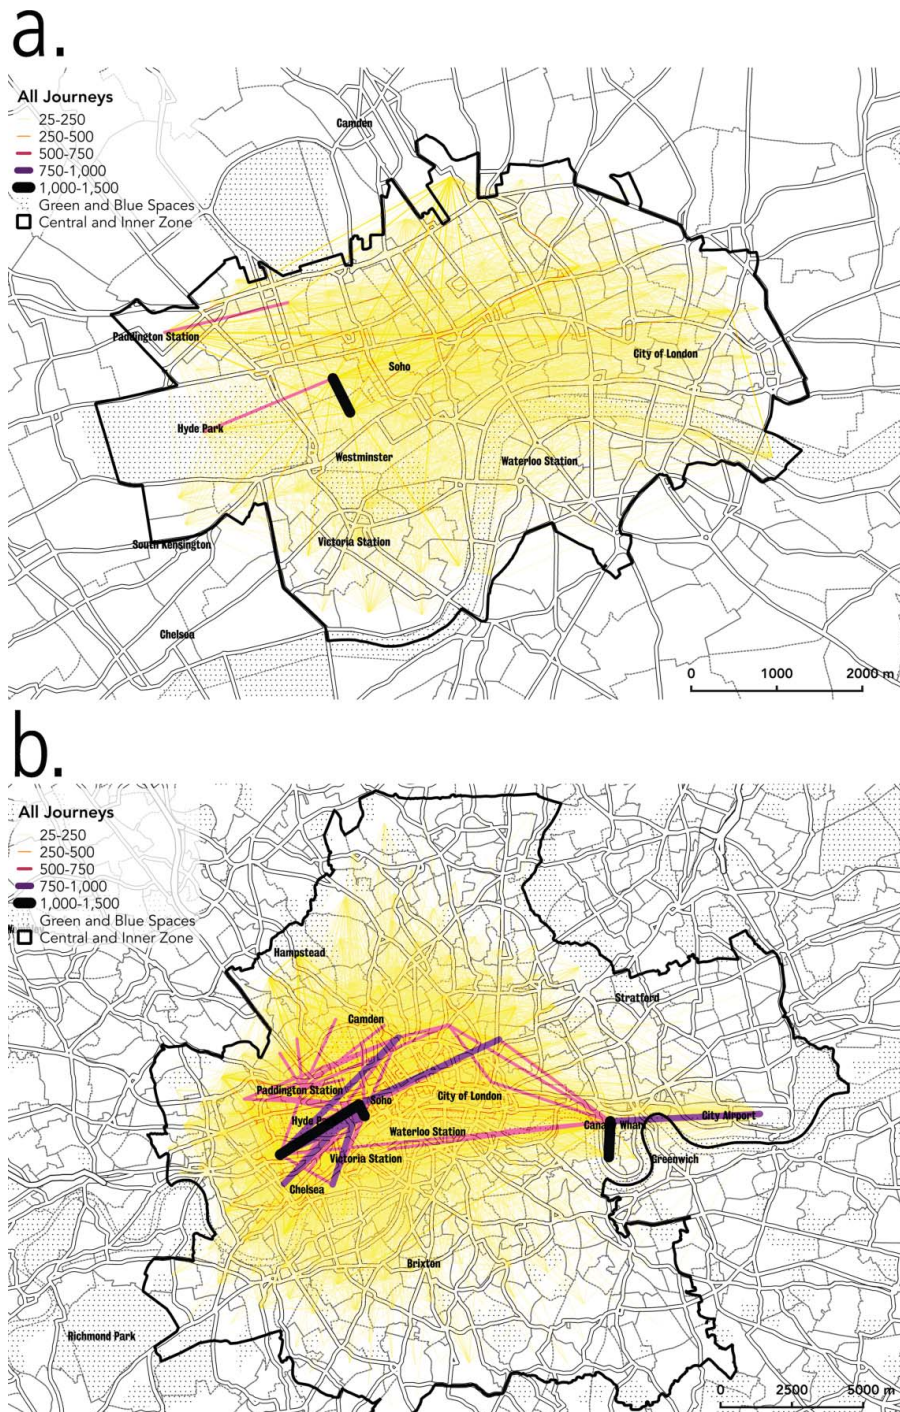 a.
All Journeys
25-250
250-500
500-750
750-1,000
1,000-1,500
Green and Blue Spaces
Central and Inner Zone
Camden
Paddington Station
Soho
City of London
Hyde Park
Westminster
Waterloo Station
South Kensington
Victoria Station
Chelsea
0 1000 2000 m
b.
All Journeys
25-250
250-500
500-750
750-1,000
1,000-1,500
Green and Blue Spaces
Central and Inner Zone
Hampstead
Stratford
Camden
Paddington Station
Soho
City of London
Hyde P
Canary Wharf
City Airport
Waterloo Station
Victoria Station
Greenwich
Chelsea
Brixton
Richmond Park
0 2500 5000 m